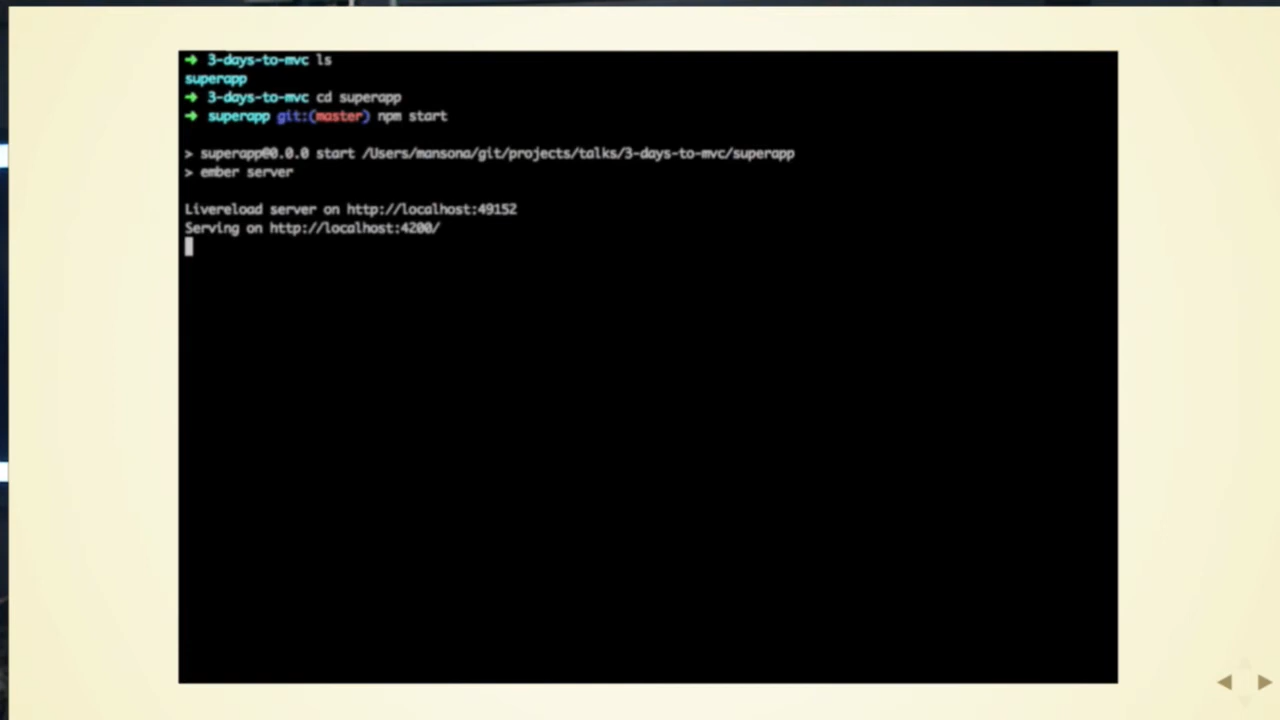 ➜ 3-days-to-mvc ls
superapp
➜ 3-days-to-mvc cd superapp
➜ superapp git:(master) npm start
> superapp@0.0.0 start /Users/mansona/git/projects/talks/3-days-to-mvc/superapp
> ember server
Livereload server on http://localhost:49152
Serving on http://localhost:4200/